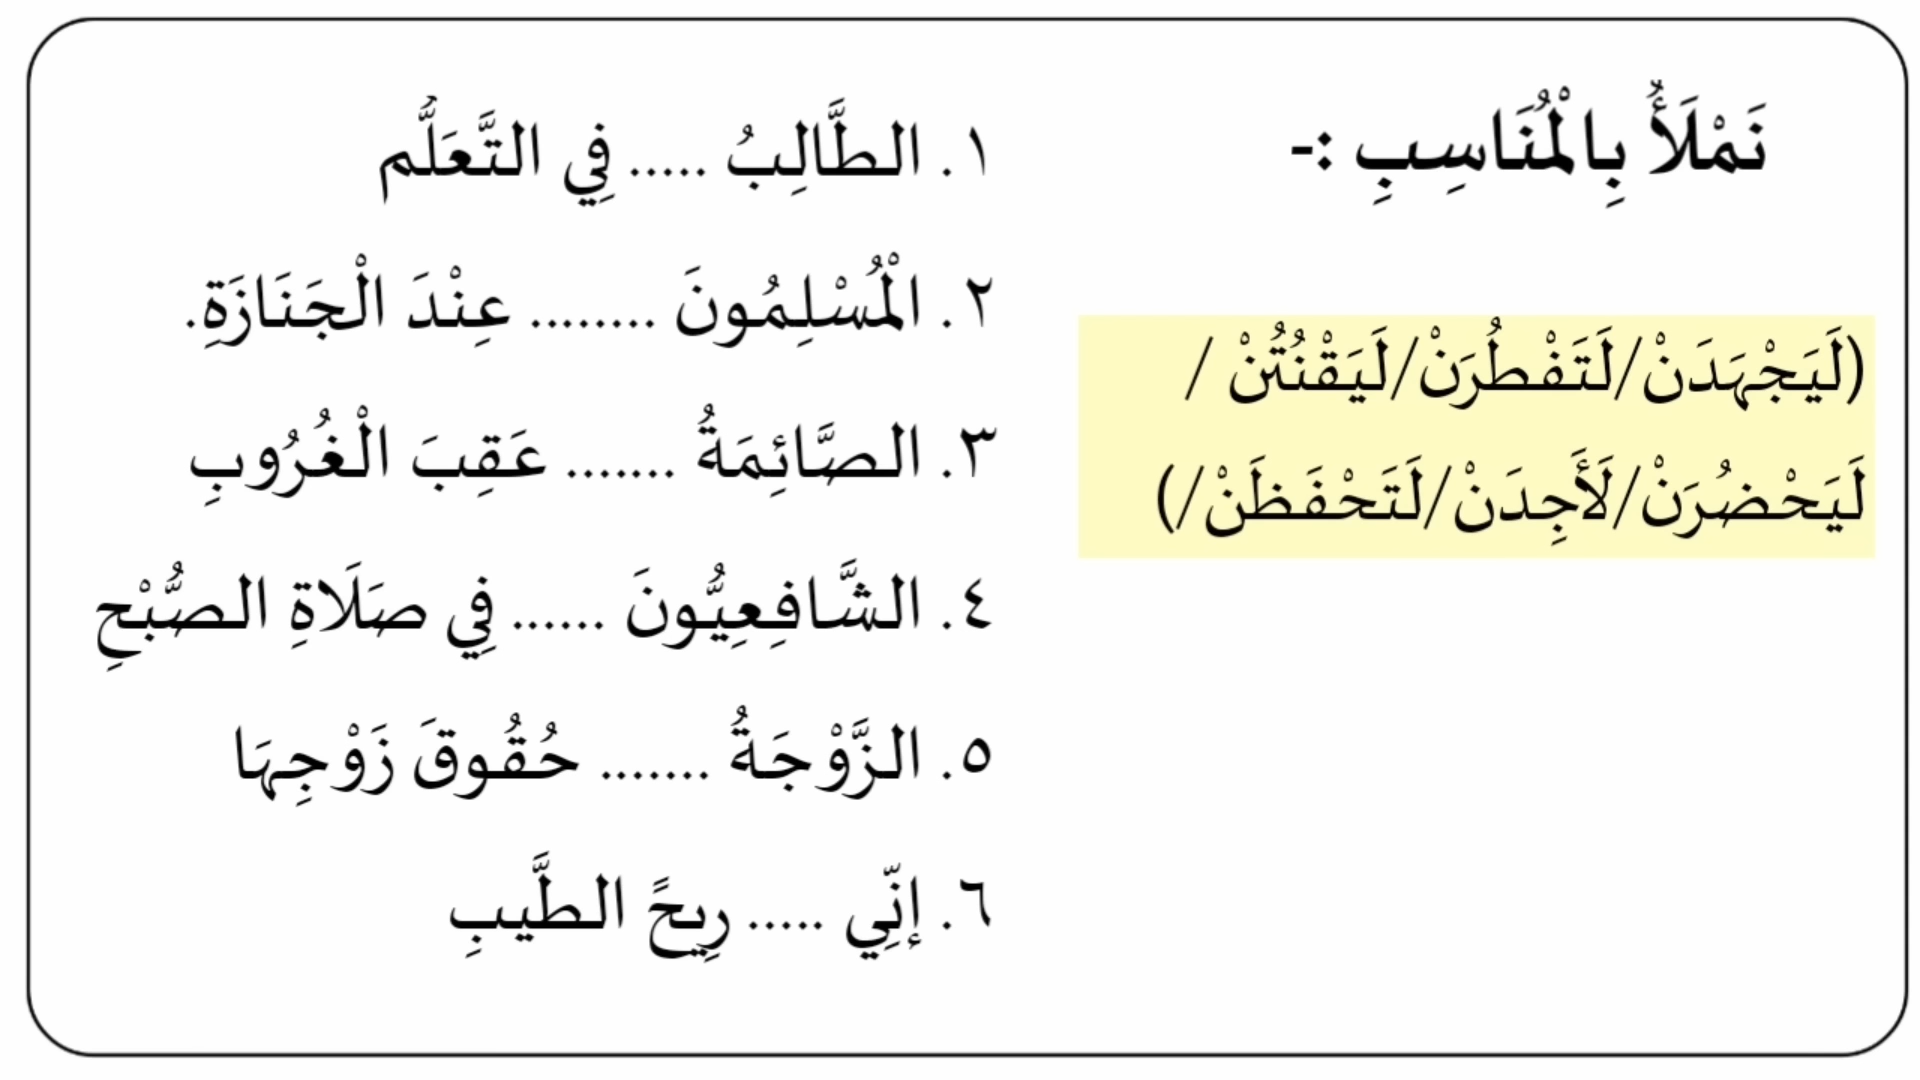 نَمْلَأُ بِالْمُنَاسِبِ :-
(لَيَجْهَدَنْ/لَتَفْطُرَنْ/لَيَقْنُتُنْ /
لَيَحْضُرَنْ/لَأَجِدَنْ/لَتَحْفَظَنْ/)
١. الطَّالِبُ ..... فِي التَّعَلُّم
٢. الْمُسْلِمُونَ ........ عِنْدَ الْجَنَازَةِ.
٣. الصَّائِمَةُ ....... عَقِبَ الْغُرُوبِ
٤. الشَّافِعِيُّونَ ...... فِي صَلَاةِ الصُّبْحِ
٥. الزَّوْجَةُ ....... حُقُوقَ زَوْجِهَا
٦. إنِّي ..... رِيحً الطَّيبِ